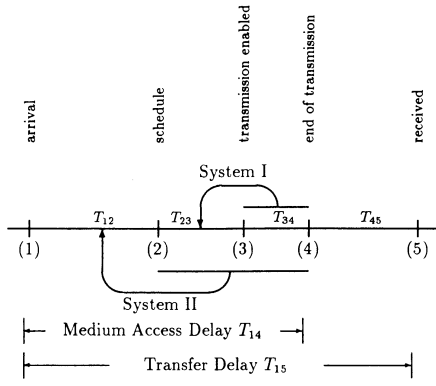 arrival
schedule
transmission enabled
end of transmission
received
System I
T12 T23 T34 T45
(1) (2) (3) (4) (5)
System II
Medium Access Delay T14
Transfer Delay T15